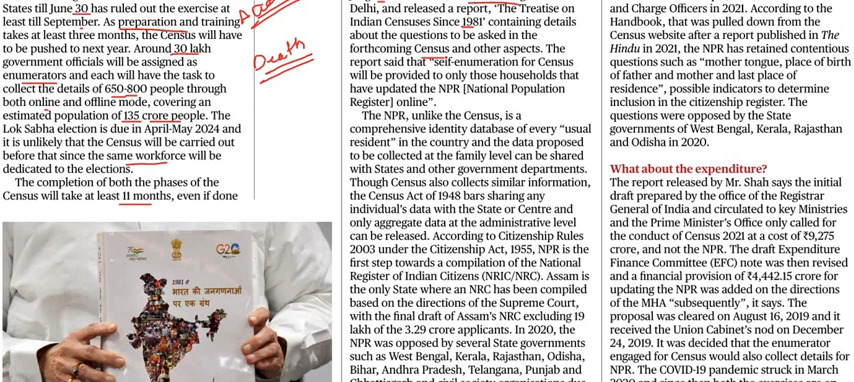 States till June 30 has ruled out the exercise at
least till September. As preparation and training
takes at least three months, the Census will have
to be pushed to next year. Around 30 lakh
government officials will be assigned as
enumerators and each will have the task to
collect the details of 650-800 people through
both online and offline mode, covering an
estimated population of 135 crore people. The
Lok Sabha election is due in April-May 2024 and
it is unlikely that the Census will be carried out
before that since the same workforce will be
dedicated to the elections.
The completion of both the phases of the
Census will take at least 11 months, even if done
Death
G20
1981 #
भारत की जनगणनाओं
पर एक ग्रंथ
Delhi, and released a report, ‘The Treatise on
Indian Censuses Since 1981’ containing details
about the questions to be asked in the
forthcoming Census and other aspects. The
report said that “self-enumeration for Census
will be provided to only those households that
have updated the NPR [National Population
Register] online”.
The NPR, unlike the Census, is a
comprehensive identity database of every “usual
resident” in the country and the data proposed
to be collected at the family level can be shared
with States and other government departments.
Though Census also collects similar information,
the Census Act of 1948 bars sharing any
individual’s data with the State or Centre and
only aggregate data at the administrative level
can be released. According to Citizenship Rules
2003 under the Citizenship Act, 1955, NPR is the
first step towards a compilation of the National
Register of Indian Citizens (NRIC/NRC). Assam is
the only State where an NRC has been compiled
based on the directions of the Supreme Court,
with the final draft of Assam’s NRC excluding 19
lakh of the 3.29 crore applicants. In 2020, the
NPR was opposed by several State governments
such as West Bengal, Kerala, Rajasthan, Odisha,
Bihar, Andhra Pradesh, Telangana, Punjab and
Chhattisgarh and civil society organisations due
and Charge Officers in 2021. According to the
Handbook, that was pulled down from the
Census website after a report published in The
Hindu in 2021, the NPR has retained contentious
questions such as “mother tongue, place of birth
of father and mother and last place of
residence”, possible indicators to determine
inclusion in the citizenship register. The
questions were opposed by the State
governments of West Bengal, Kerala, Rajasthan
and Odisha in 2020.
What about the expenditure?
The report released by Mr. Shah says the initial
draft prepared by the office of the Registrar
General of India and circulated to key Ministries
and the Prime Minister’s Office only called for
the conduct of Census 2021 at a cost of ₹9,275
crore, and not the NPR. The draft Expenditure
Finance Committee (EFC) note was then revised
and a financial provision of ₹4,442.15 crore for
updating the NPR was added on the directions
of the MHA “subsequently”, it says. The
proposal was cleared on August 16, 2019 and it
received the Union Cabinet’s nod on December
24, 2019. It was decided that the enumerator
engaged for Census would also collect details for
NPR. The COVID-19 pandemic struck in March
2020 and since then both the exercises are on